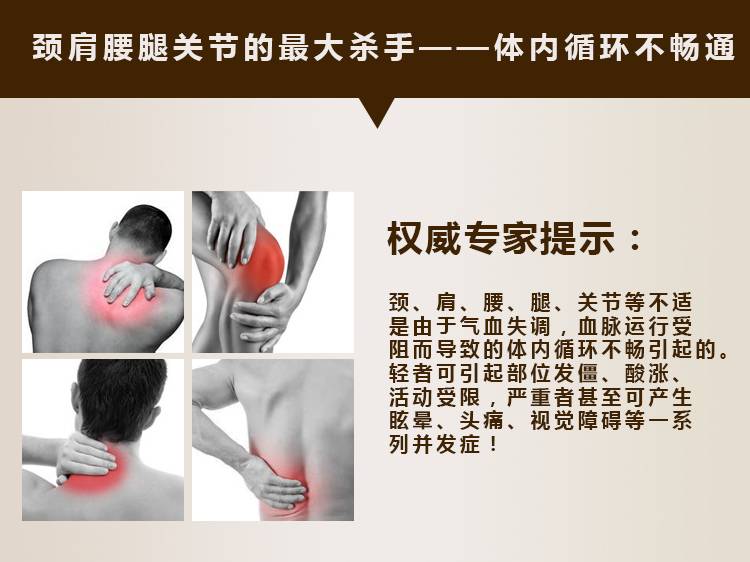 颈肩腰腿关节的最大杀手——体内循环不畅通
权威专家提示：
颈、肩、腰、腿、关节等不适
是由于气血失调，血脉运行受
阻而导致的体内循环不畅引起的。
轻者可引起部位发僵、酸涨、
活动受限，严重者甚至可产生
眩晕、头痛、视觉障碍等一系
列并发症！